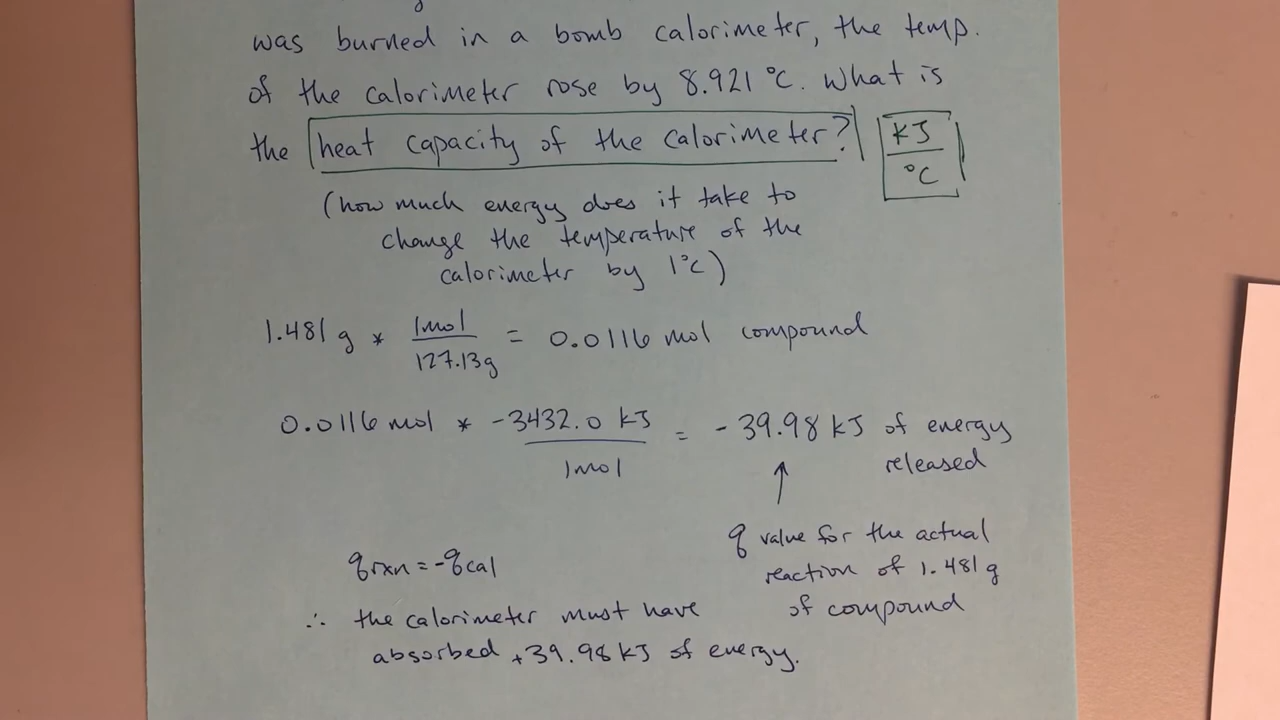 was burned in a bomb calorimeter, the temp.
of the calorimeter rose by 8.921 °C. What is
the heat capacity of the calorimeter? kJ/°C
(how much energy does it take to
change the temperature of the
calorimeter by 1°C)
1.481 g * 1mol/127.13g = 0.0116 mol compound
0.0116 mol * -3432.0 kJ/1mol = -39.98 kJ of energy
released
↑
q value for the actual
reaction of 1.481 g
of compound
qrxn = -qcal
∴ the calorimeter must have
absorbed +39.98 kJ of energy.